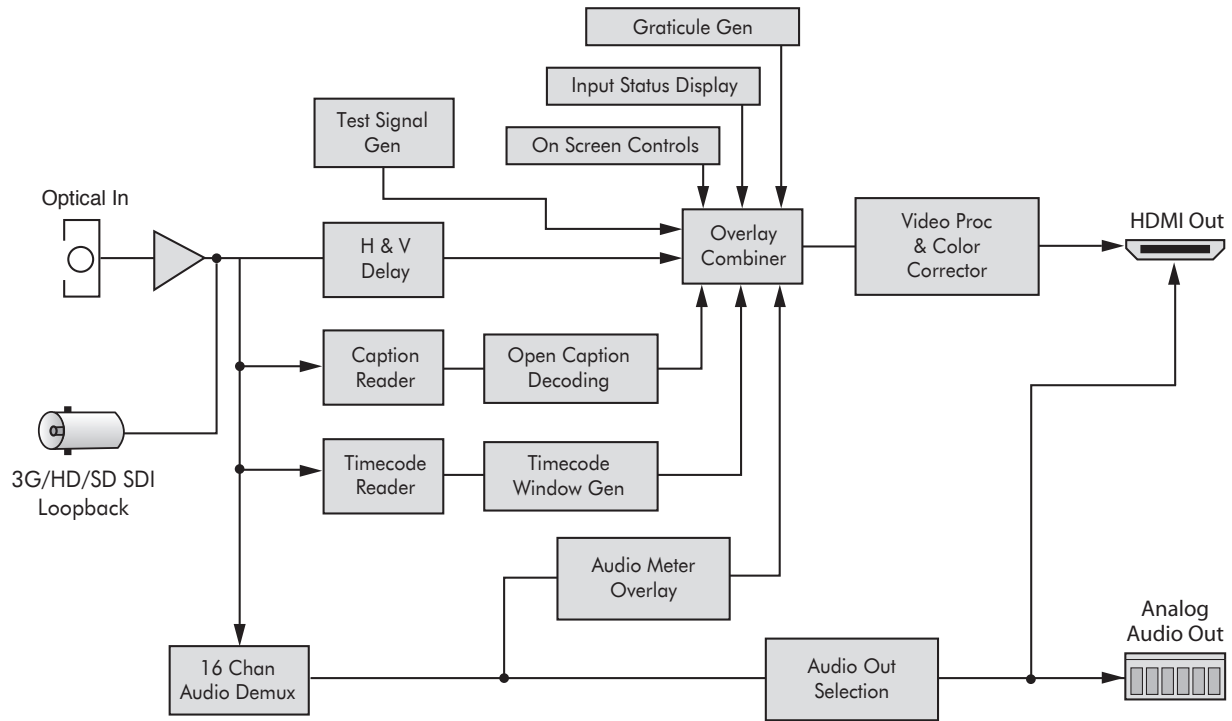 Graticule Gen
Input Status Display
Test Signal
Gen
On Screen Controls
Optical In
H & V
Delay
Overlay
Combiner
Video Proc
& Color
Corrector
HDMI Out
Caption
Reader
Open Caption
Decoding
3G/HD/SD SDI
Loopback
Timecode
Reader
Timecode
Window Gen
Audio Meter
Overlay
Analog
Audio Out
16 Chan
Audio Demux
Audio Out
Selection